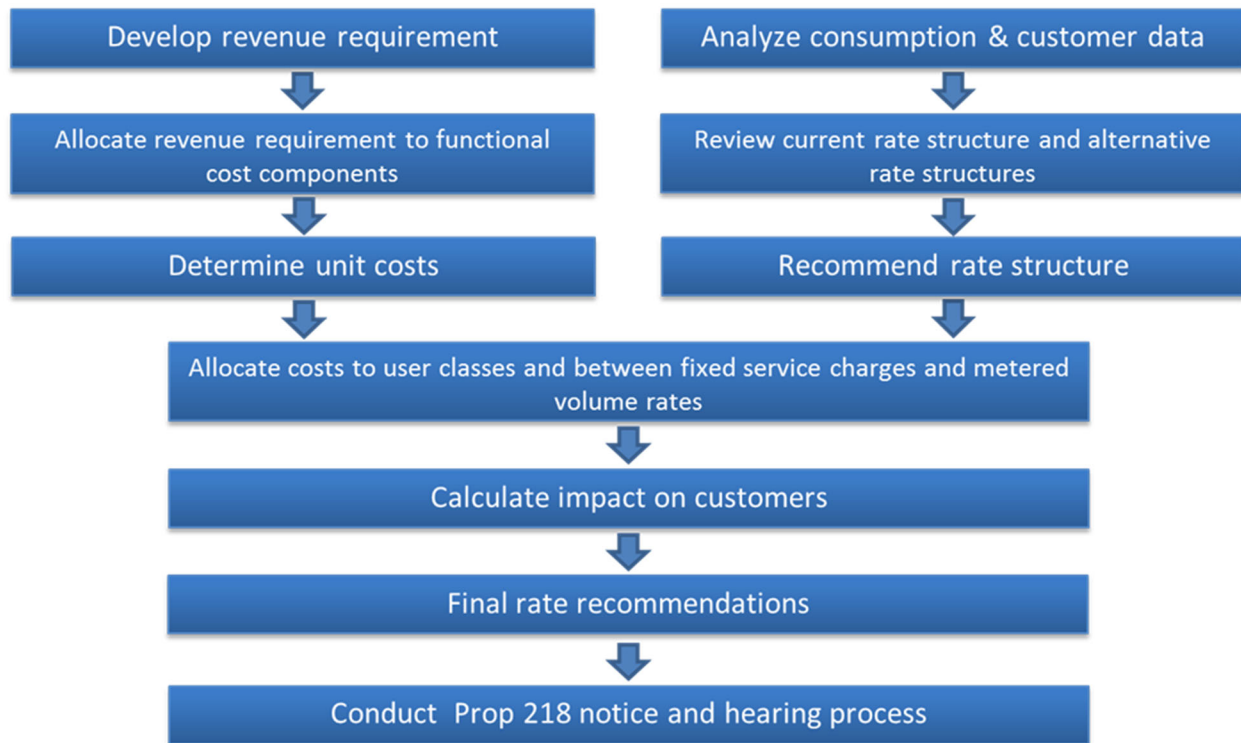 Develop revenue requirement
Analyze consumption & customer data
Allocate revenue requirement to functional
cost components
Review current rate structure and alternative
rate structures
Determine unit costs
Recommend rate structure
Allocate costs to user classes and between fixed service charges and metered
volume rates
Calculate impact on customers
Final rate recommendations
Conduct Prop 218 notice and hearing process